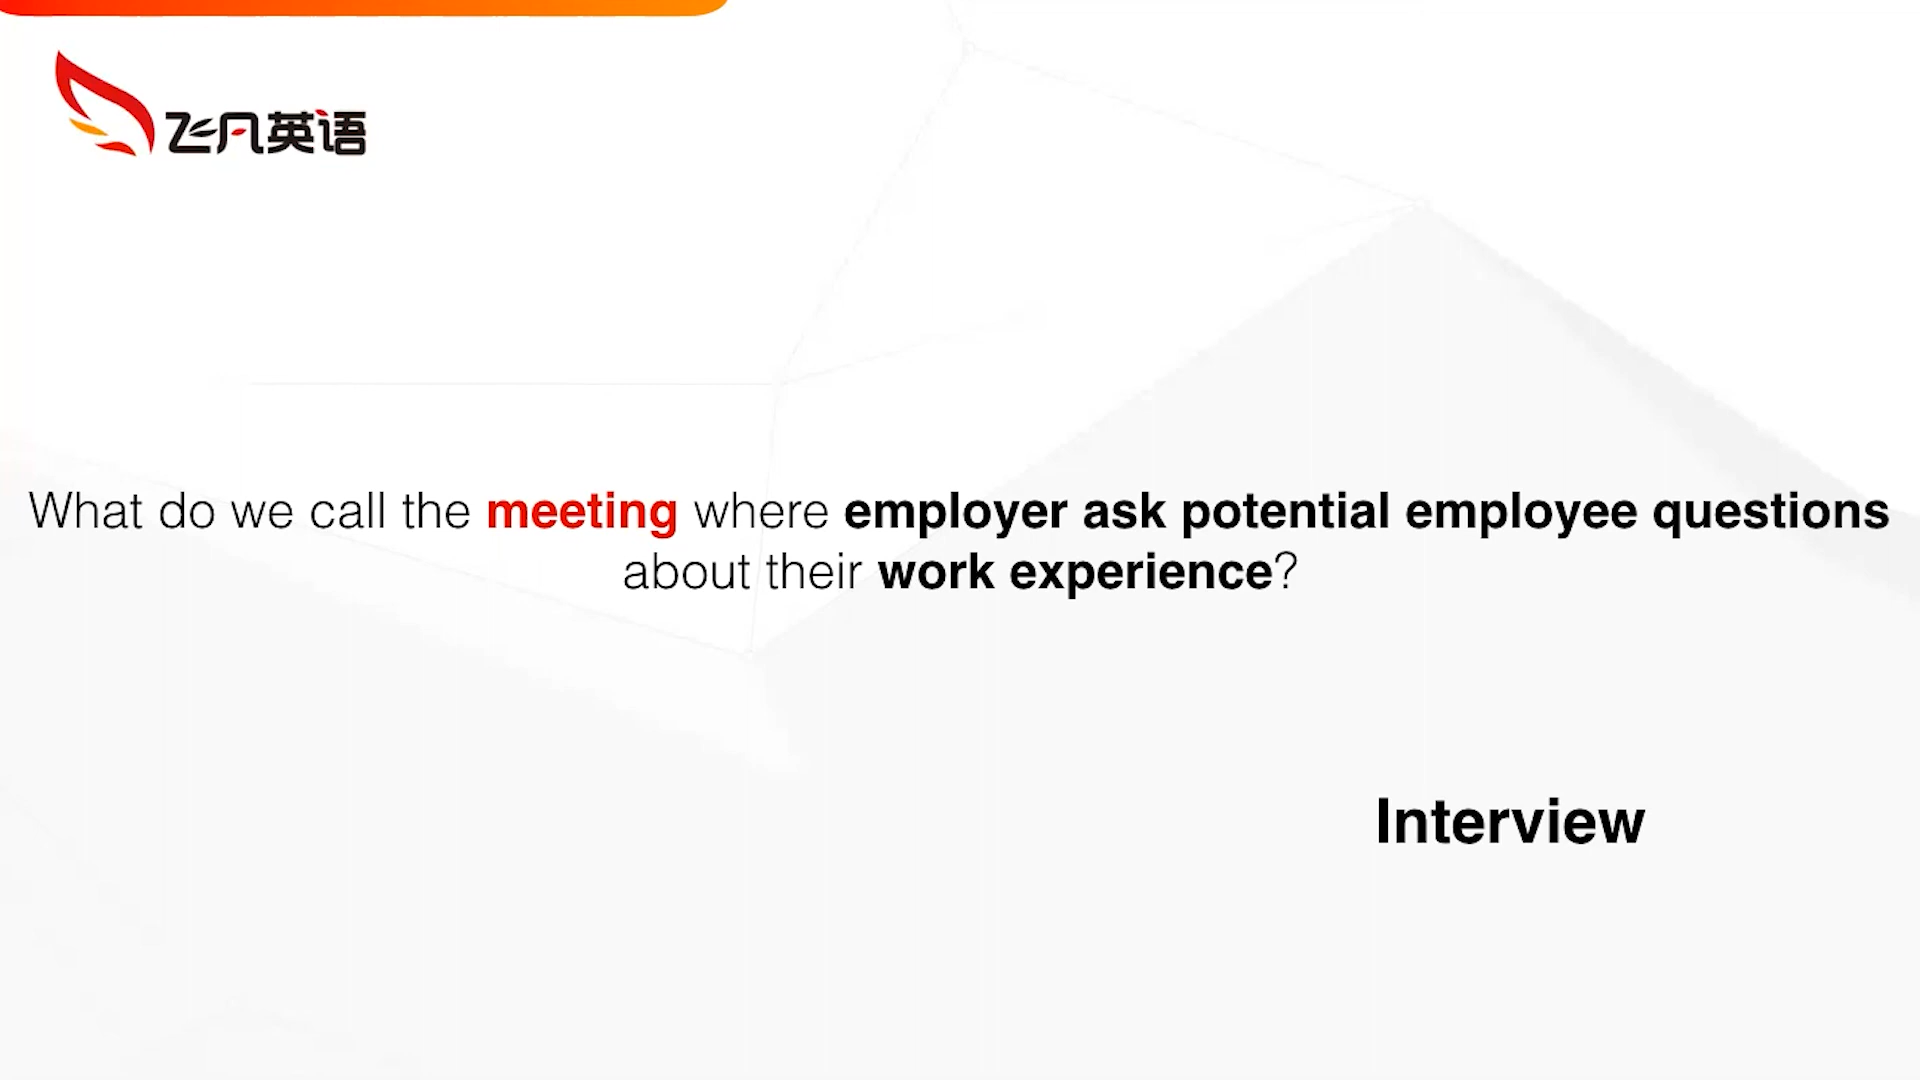 飞凡英语
What do we call the meeting where employer ask potential employee questions
about their work experience?
Interview